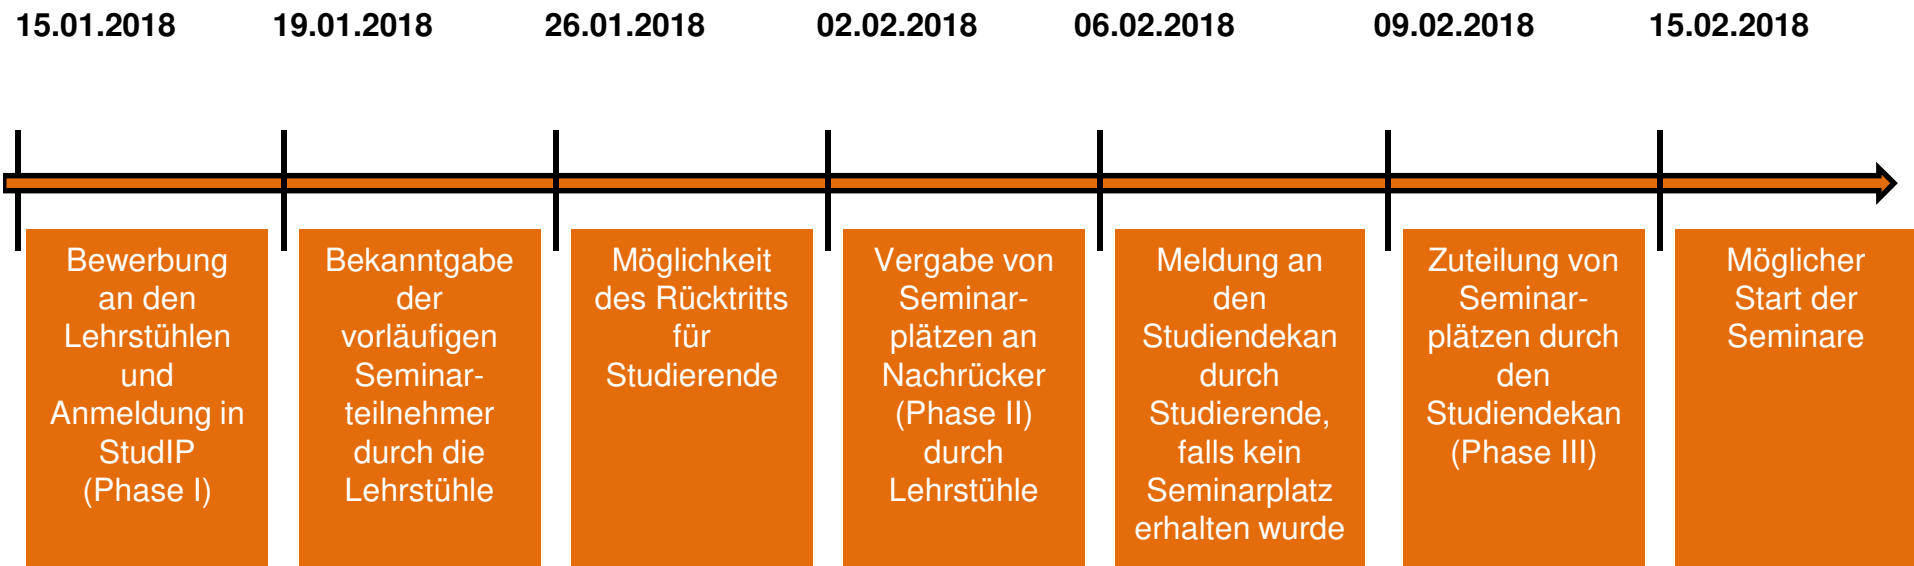 15.01.2018 19.01.2018 26.01.2018 02.02.2018 06.02.2018 09.02.2018 15.02.2018
Bewerbung
an den
Lehrstühlen
und
Anmeldung in
StudIP
(Phase I)
Bekanntgabe
der
vorläufigen
Seminar-
teilnehmer
durch die
Lehrstühle
Möglichkeit
des Rücktritts
für
Studierende
Vergabe von
Seminar-
plätzen an
Nachrücker
(Phase II)
durch
Lehrstühle
Meldung an
den
Studiendekan
durch
Studierende,
falls kein
Seminarplatz
erhalten wurde
Zuteilung von
Seminar-
plätzen durch
den
Studiendekan
(Phase III)
Möglicher
Start der
Seminare